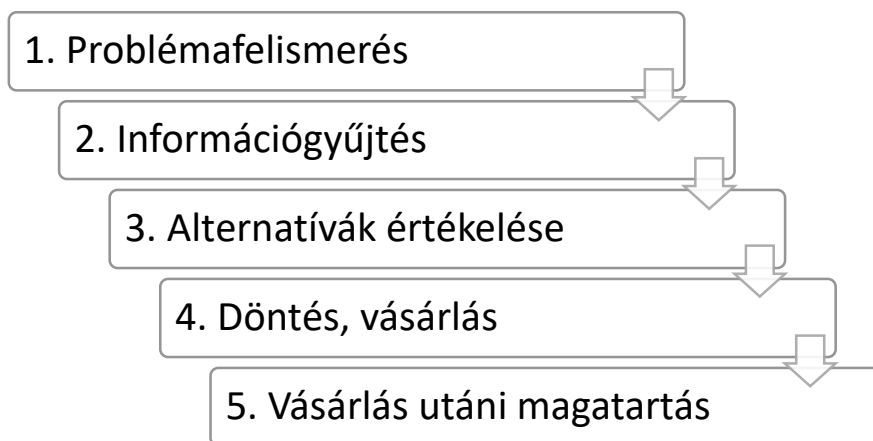 1. Problémafelismerés
2. Információgyűjtés
3. Alternatívák értékelése
4. Döntés, vásárlás
5. Vásárlás utáni magatartás